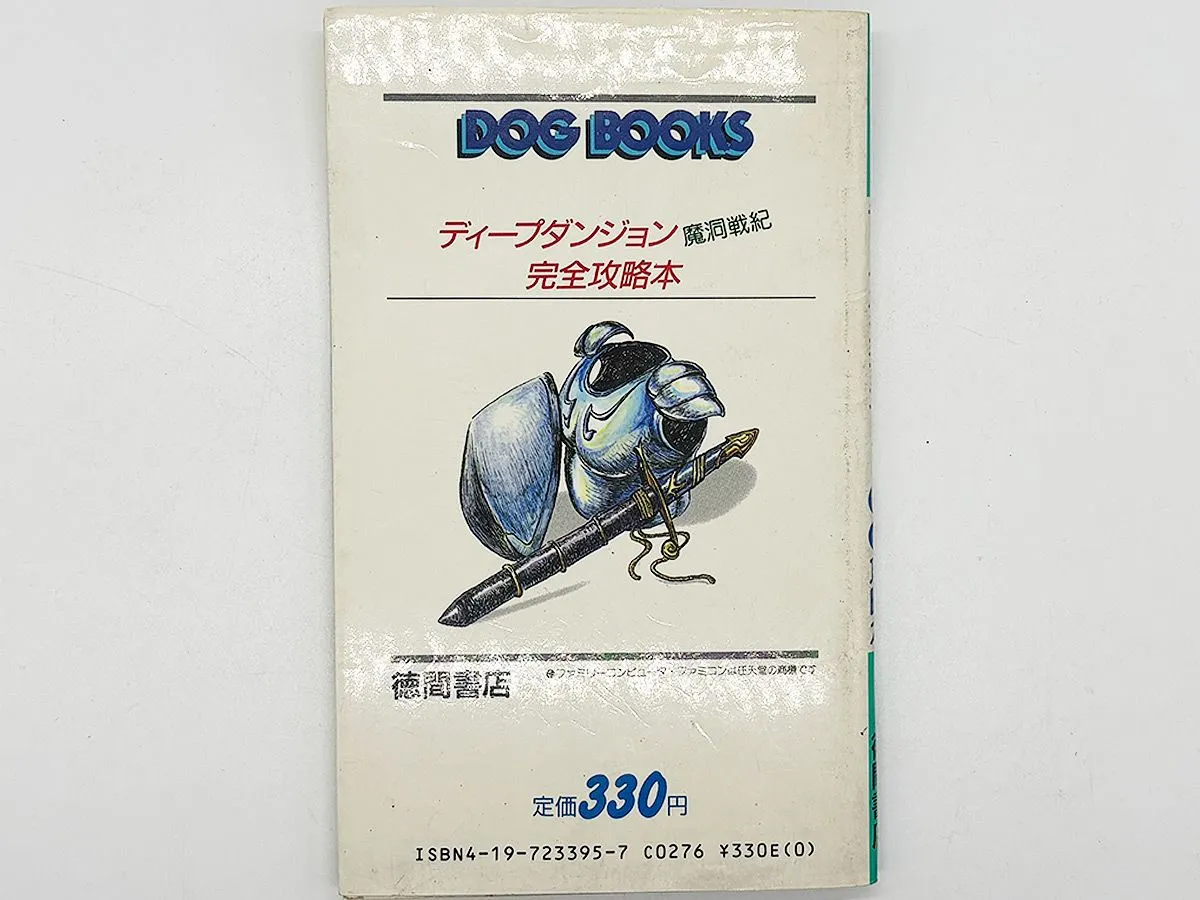 DOG BOOKS
ディープダンジョン 魔洞戦紀
完全攻略本
徳間書店
®ファミリーコンピュータ・ファミコンは任天堂の商標です
定価330円
ISBN4-19-723395-7 C0276 ¥330E(0)